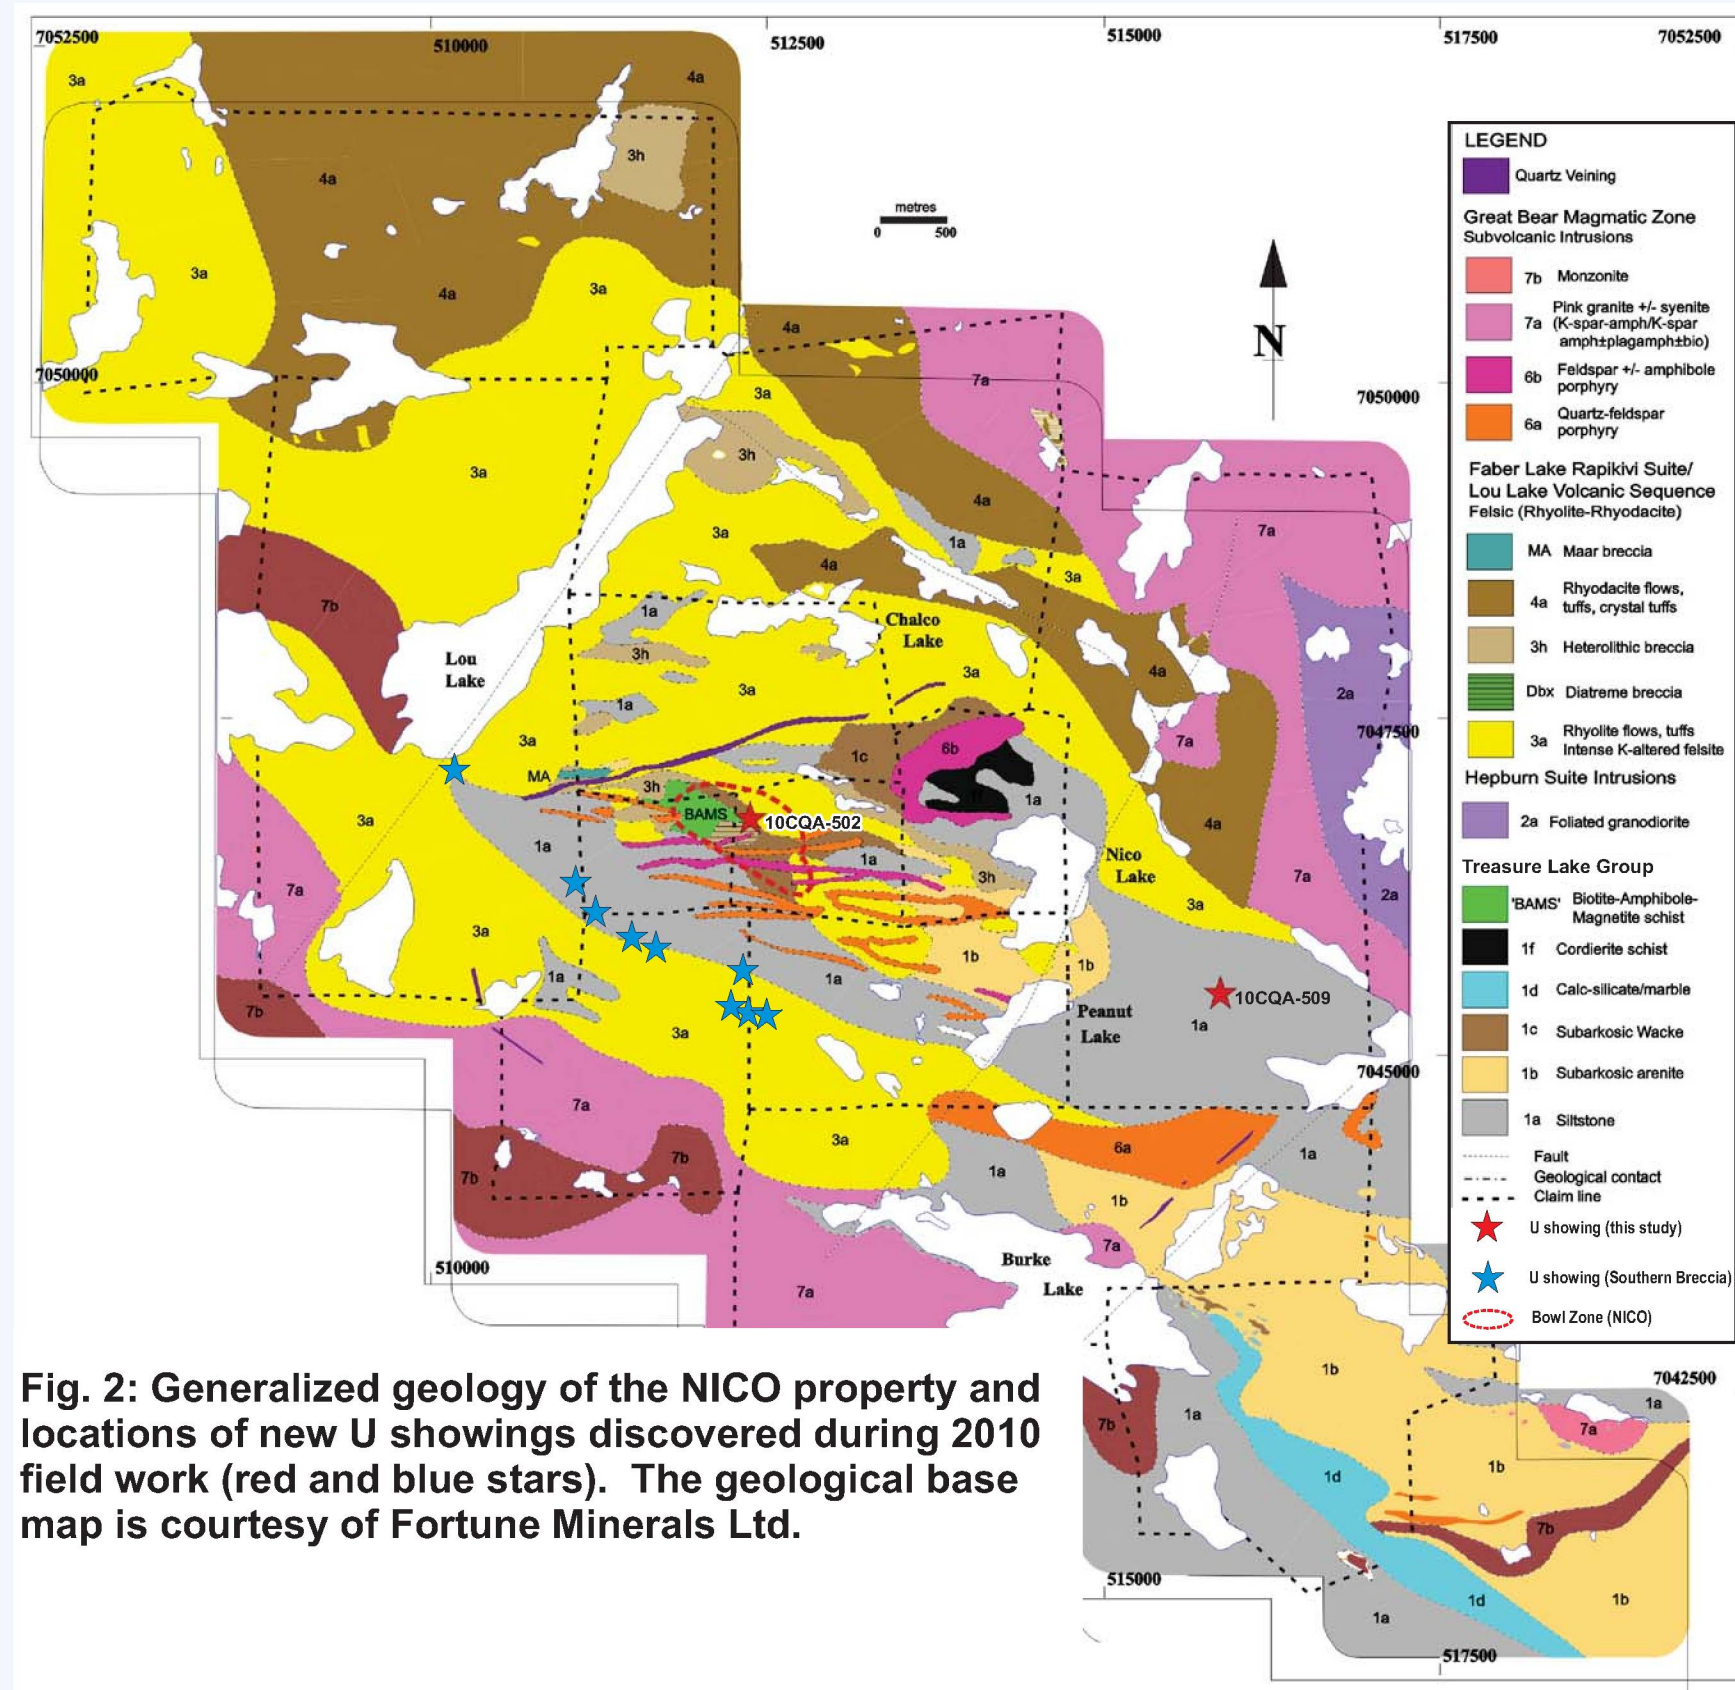 7052500
510000
512500
515000
517500
7052500
3a
4a
3h
4a
metres
0 500
3a
4a
3a
N
4a
7a
7050000
3a
7050000
3h
3a
4a
3a
1a
7a
4a
3a
7b
1a
Chalco
Lake
Lou
Lake
3h
3a
4a
3a
2a
1a
3a
7a
7047500
MA
1c
6b
3h
1f
1a
BAMS
10CQA-502
3a
4a
1a
1a
Nico
Lake
7a
3h
7a
2a
3a
3a
1b
1b
1a
1a
10CQA-509
7b
Peanut
Lake
1a
3a
7045000
7a
3a
6a
1a
7b
7b
1a
1b
7a
Burke
Lake
510000
7a
LEGEND
Quartz Veining
Great Bear Magmatic Zone
Subvolcanic Intrusions
7b Monzonite
Pink granite +/- syenite
7a (K-spar-amph/K-spar
amph±plagamph±bio)
6b Feldspar +/- amphibole
porphyry
6a Quartz-feldspar
porphyry
Faber Lake Rapikivi Suite/
Lou Lake Volcanic Sequence
Felsic (Rhyolite-Rhyodacite)
MA Maar breccia
4a Rhyodacite flows,
tuffs, crystal tuffs
3h Heterolithic breccia
Dbx Diatreme breccia
3a Rhyolite flows, tuffs
Intense K-altered felsite
Hepburn Suite Intrusions
2a Foliated granodiorite
Treasure Lake Group
'BAMS' Biotite-Amphibole-
Magnetite schist
1f Cordierite schist
1d Calc-silicate/marble
1c Subarkosic Wacke
1b Subarkosic arenite
1a Siltstone
Fault
Geological contact
Claim line
U showing (this study)
U showing (Southern Breccia)
Bowl Zone (NICO)
1b
7042500
7b
1a
1a
7a
1d
1b
7b
515000
1d
1b
1a
517500
Fig. 2: Generalized geology of the NICO property and
locations of new U showings discovered during 2010
field work (red and blue stars). The geological base
map is courtesy of Fortune Minerals Ltd.